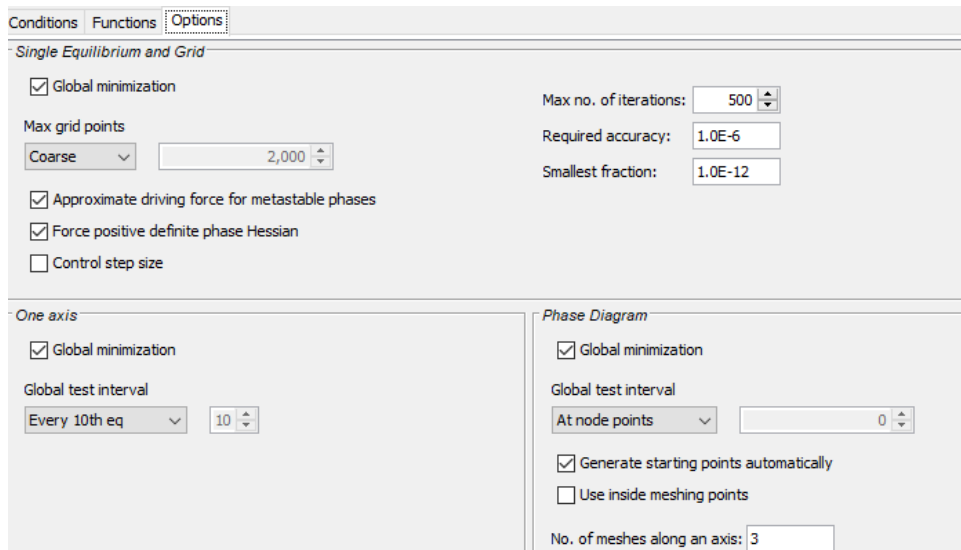 Conditions Functions Options
Single Equilibrium and Grid
Global minimization
Max grid points
Coarse 2,000
Approximate driving force for metastable phases
Force positive definite phase Hessian
Control step size
Max no. of iterations: 500
Required accuracy: 1.0E-6
Smallest fraction: 1.0E-12
One axis
Global minimization
Global test interval
Every 10th eq 10
Phase Diagram
Global minimization
Global test interval
At node points 0
Generate starting points automatically
Use inside meshing points
No. of meshes along an axis: 3